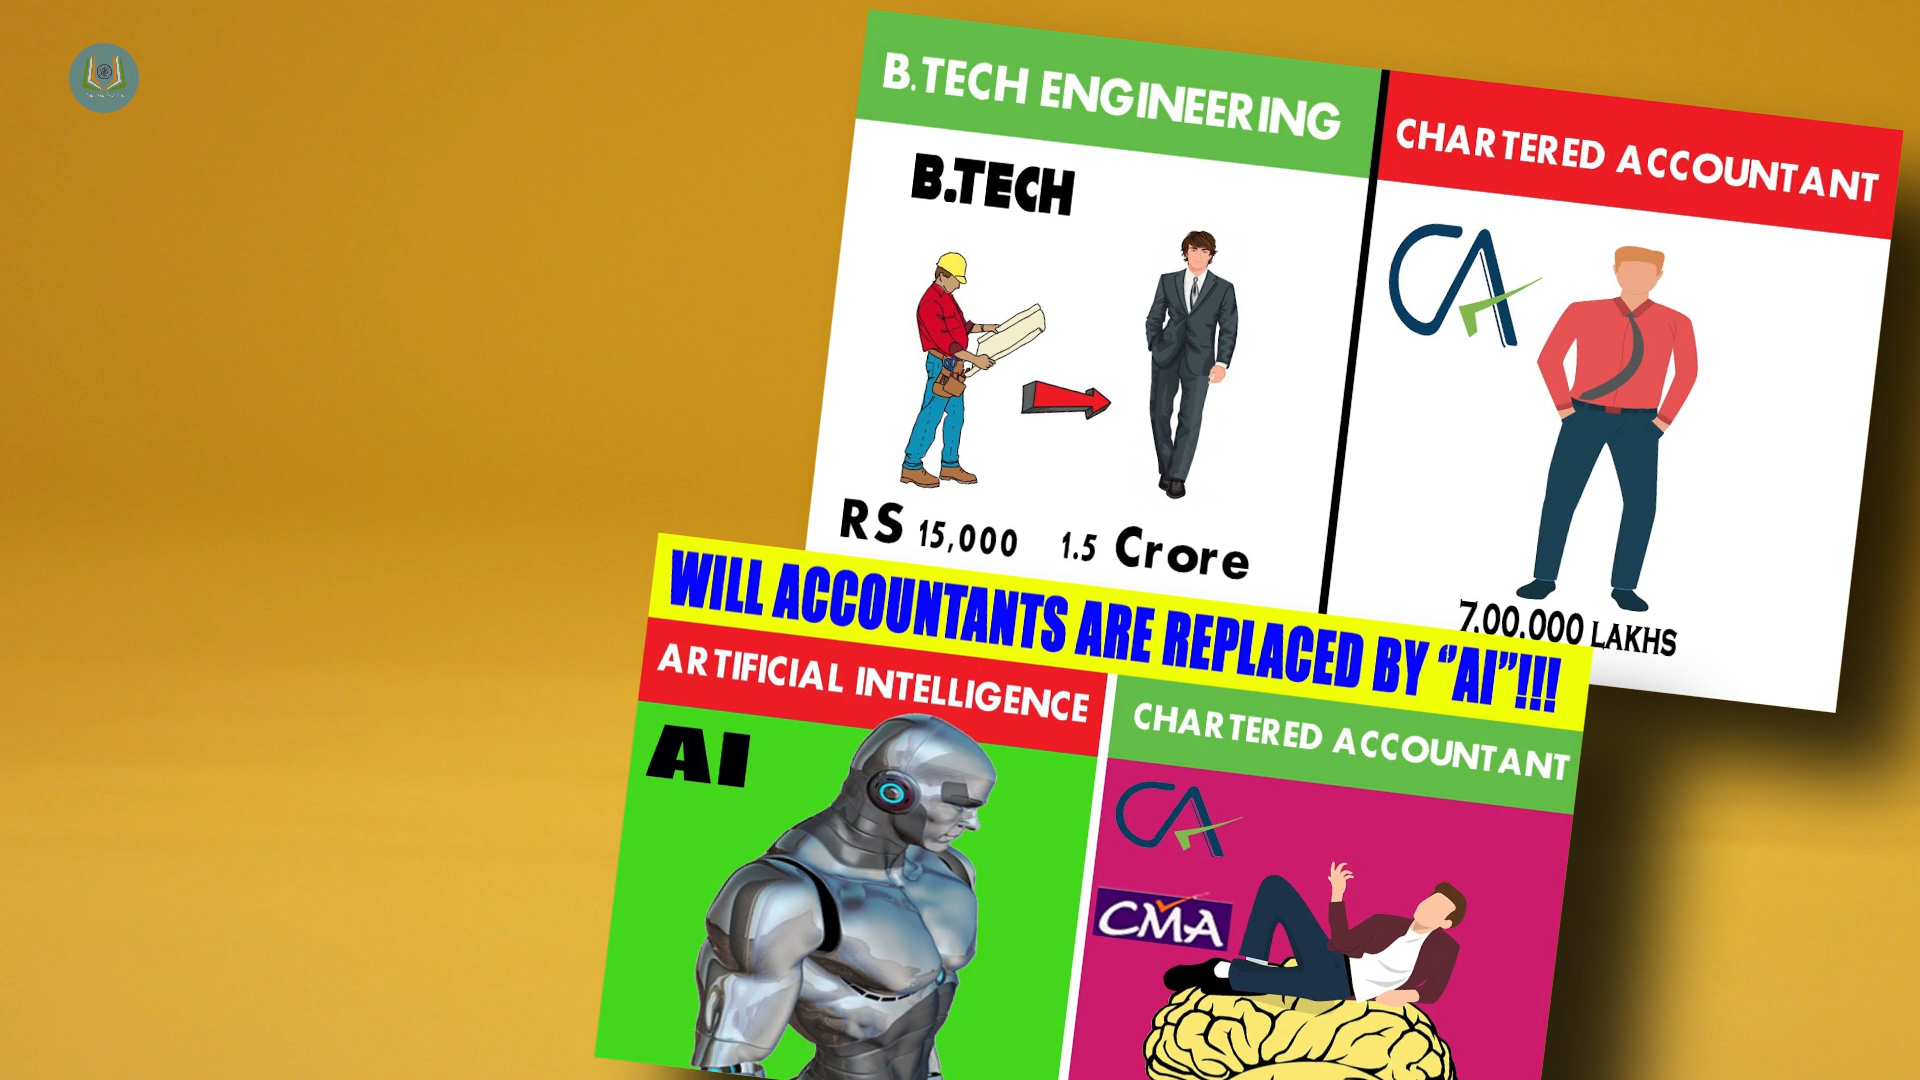 B.TECH ENGINEERING
CHARTERED ACCOUNTANT
B.TECH
CA
RS 15,000 1.5 Crore
7,00,000 LAKHS
WILL ACCOUNTANTS ARE REPLACED BY "AI"!!!
ARTIFICIAL INTELLIGENCE
CHARTERED ACCOUNTANT
AI
CA
CMA